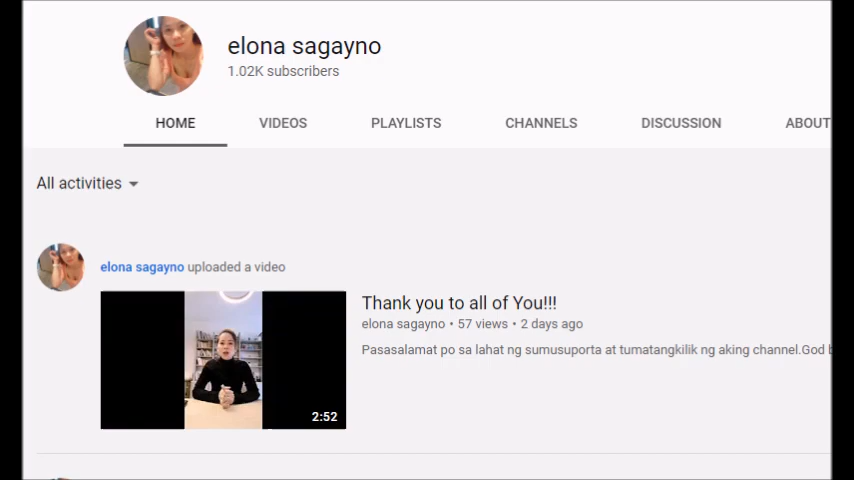 elona sagayno
1.02K subscribers
HOME VIDEOS PLAYLISTS CHANNELS DISCUSSION ABOUT
All activities
elona sagayno uploaded a video
Thank you to all of You!!!
elona sagayno • 57 views • 2 days ago
Pasasalamat po sa lahat ng sumusuporta at tumatangkilik ng aking channel.God
2:52